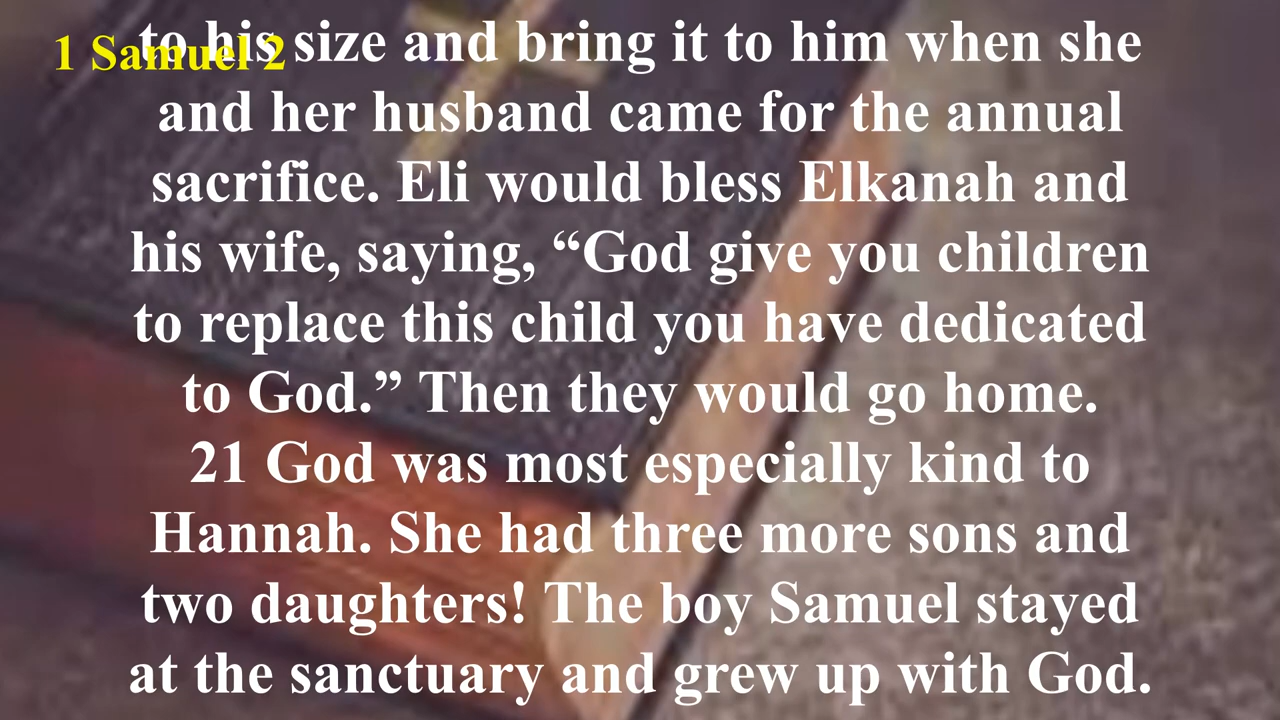 1 Samuel 2
to his size and bring it to him when she
and her husband came for the annual
sacrifice. Eli would bless Elkanah and
his wife, saying, “God give you children
to replace this child you have dedicated
to God.” Then they would go home.
21 God was most especially kind to
Hannah. She had three more sons and
two daughters! The boy Samuel stayed
at the sanctuary and grew up with God.